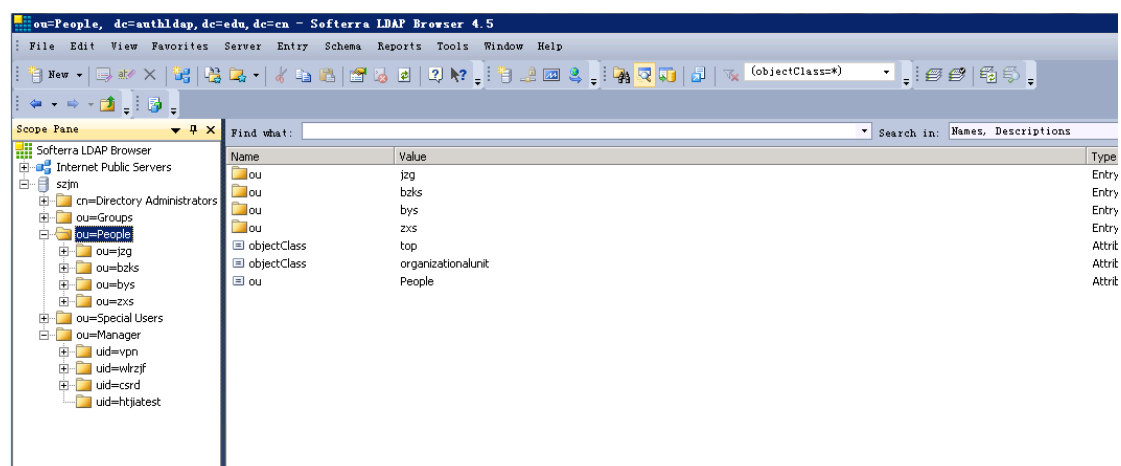 ou=People, dc=authldap,dc=edu,dc=cn - Softerra LDAP Browser 4.5
File Edit View Favorites Server Entry Schema Reports Tools Window Help
New (objectClass=*)
Scope Pane
Find what: Search in: Names, Descriptions
Softerra LDAP Browser
Internet Public Servers
szjm
cn=Directory Administrators
ou=Groups
ou=People
ou=jzg
ou=bzks
ou=bys
ou=zxs
ou=Special Users
ou=Manager
uid=vpn
uid=wlrzjf
uid=csrd
uid=htjiatest
Name Value Type
ou jzg Entry
ou bzks Entry
ou bys Entry
ou zxs Entry
objectClass top Attrib
objectClass organizationalunit Attrib
ou People Attrib